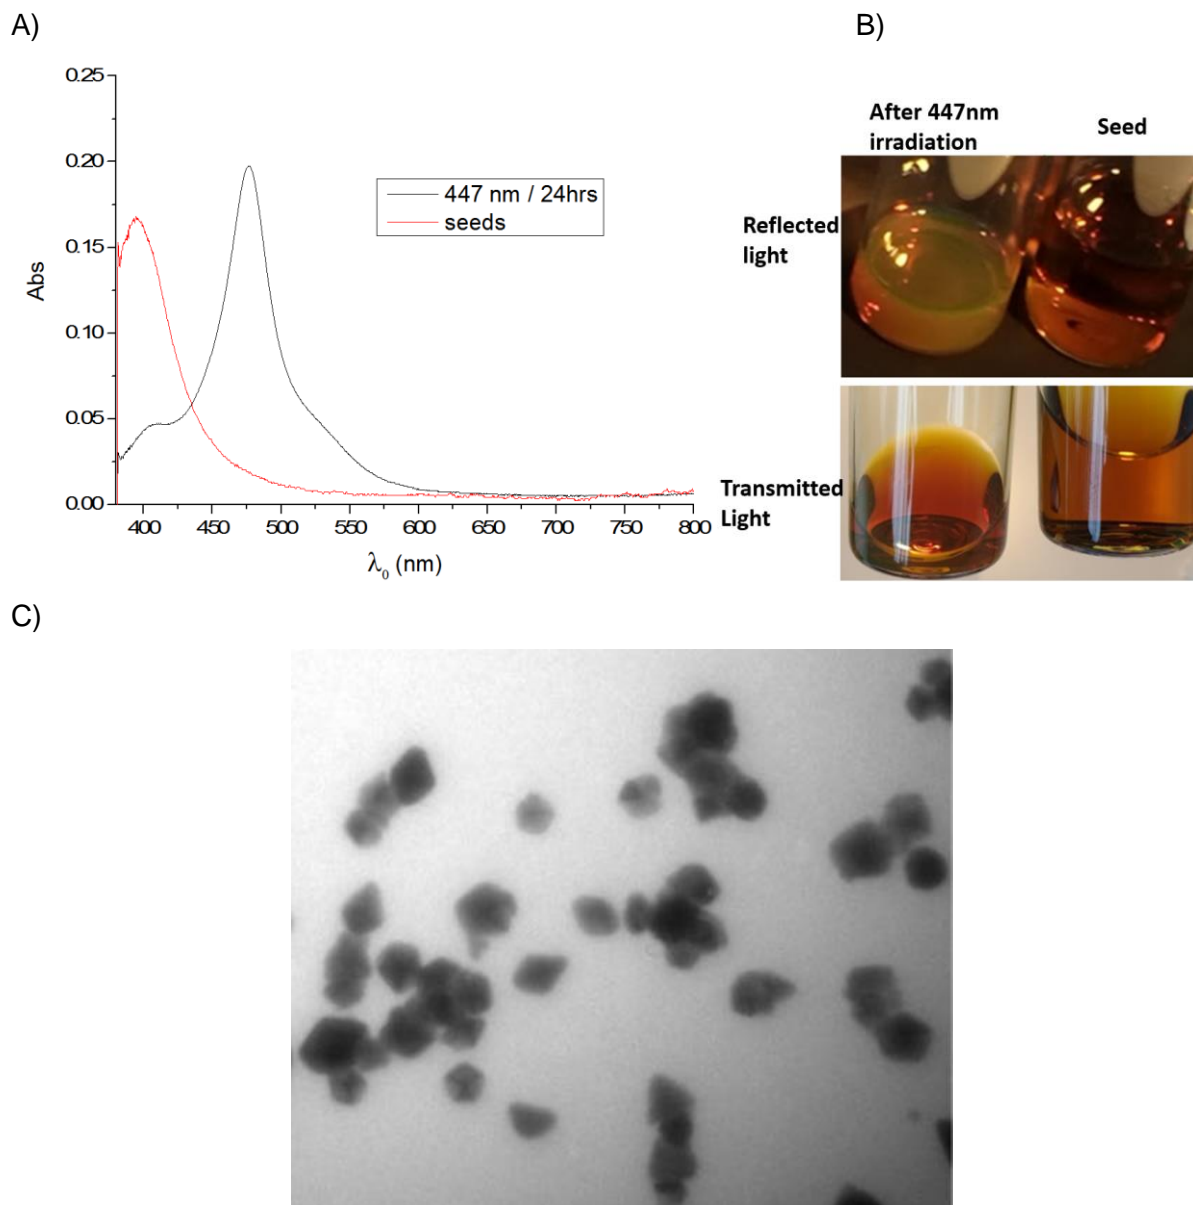 A)
B)
0.25
0.20
0.15
0.10
0.05
0.00
Abs
400 450 500 550 600 650 700 750 800
λ₀ (nm)
447 nm / 24hrs
seeds
After 447nm
irradiation
Seed
Reflected
light
Transmitted
Light
C)